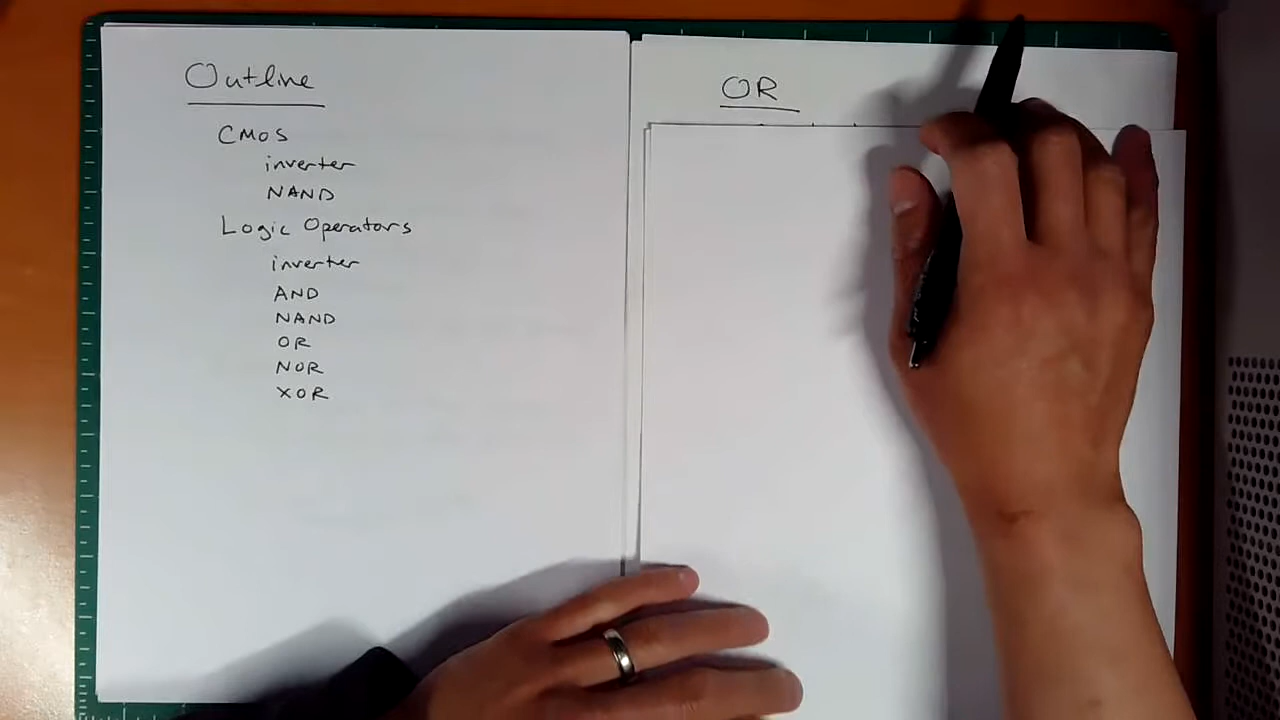 Outline
CMOS
inverter
NAND
Logic Operators
inverter
AND
NAND
OR
NOR
XOR
OR